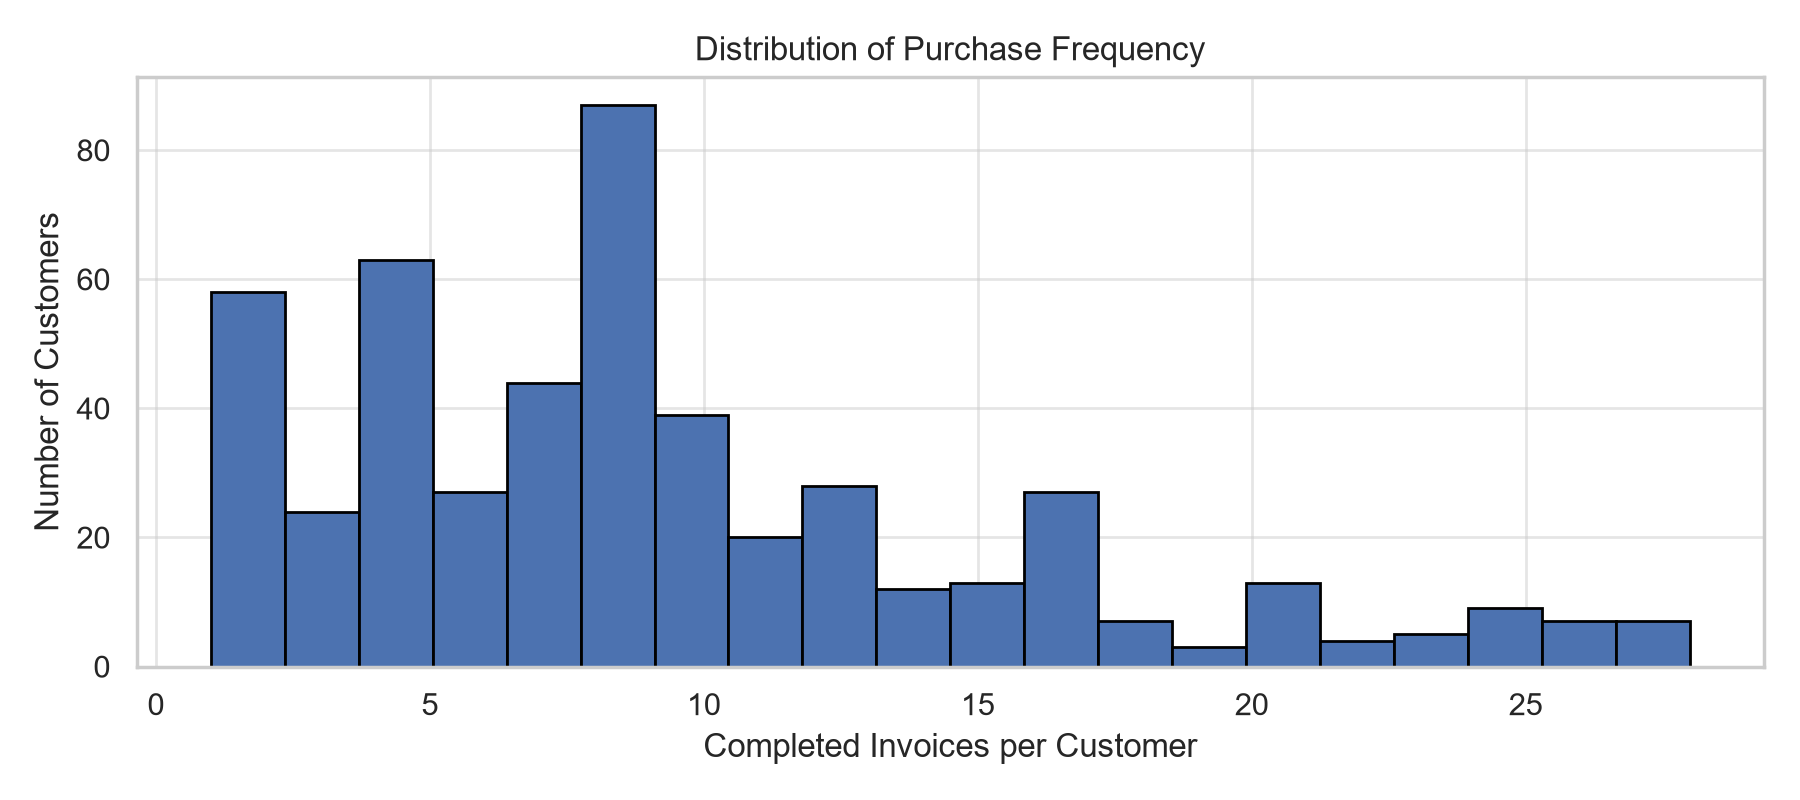 Distribution of Purchase Frequency
Number of Customers
80
60
40
20
0
0 5 10 15 20 25
Completed Invoices per Customer